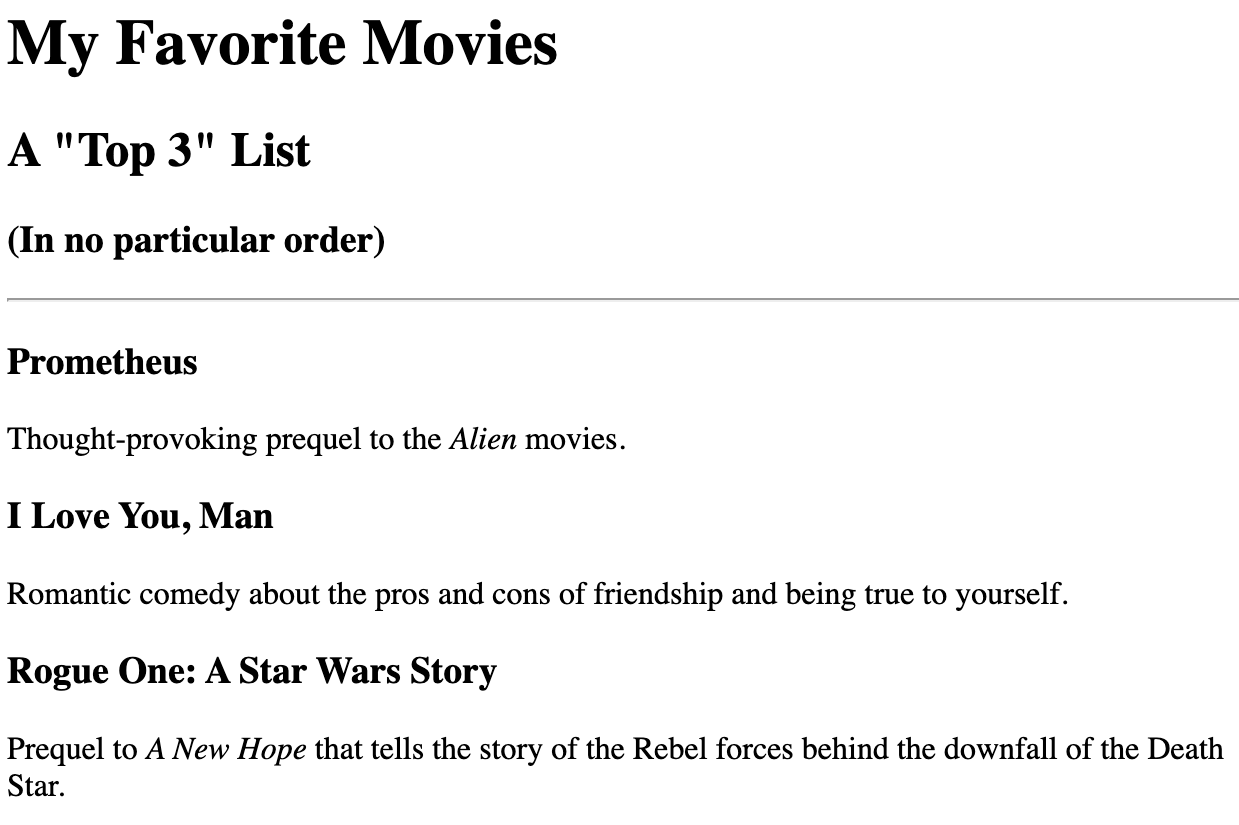 My Favorite Movies
A "Top 3" List
(In no particular order)
Prometheus
Thought-provoking prequel to the Alien movies.
I Love You, Man
Romantic comedy about the pros and cons of friendship and being true to yourself.
Rogue One: A Star Wars Story
Prequel to A New Hope that tells the story of the Rebel forces behind the downfall of the Death
Star.